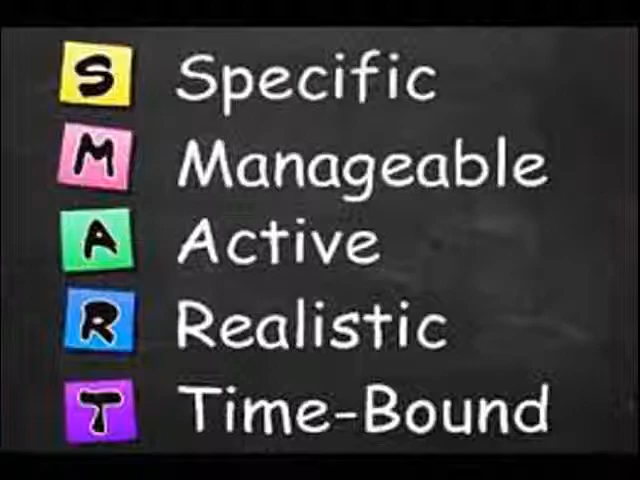 S Specific
M Manageable
A Active
R Realistic
T Time-Bound